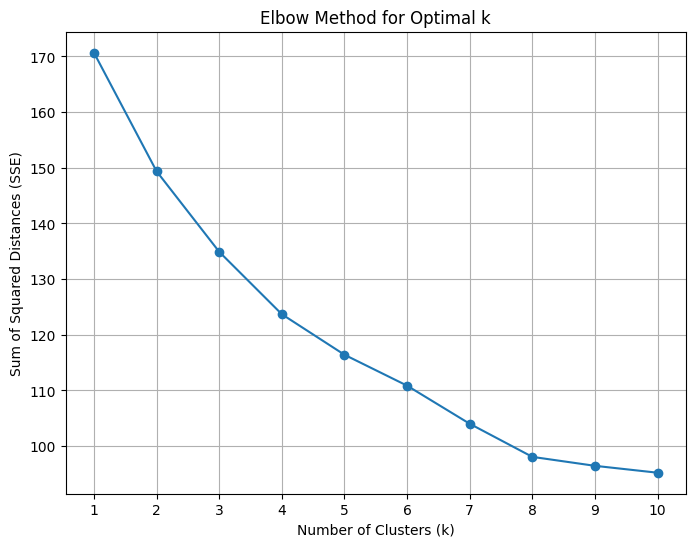 Elbow Method for Optimal k
Sum of Squared Distances (SSE)
170
160
150
140
130
120
110
100
1 2 3 4 5 6 7 8 9 10
Number of Clusters (k)